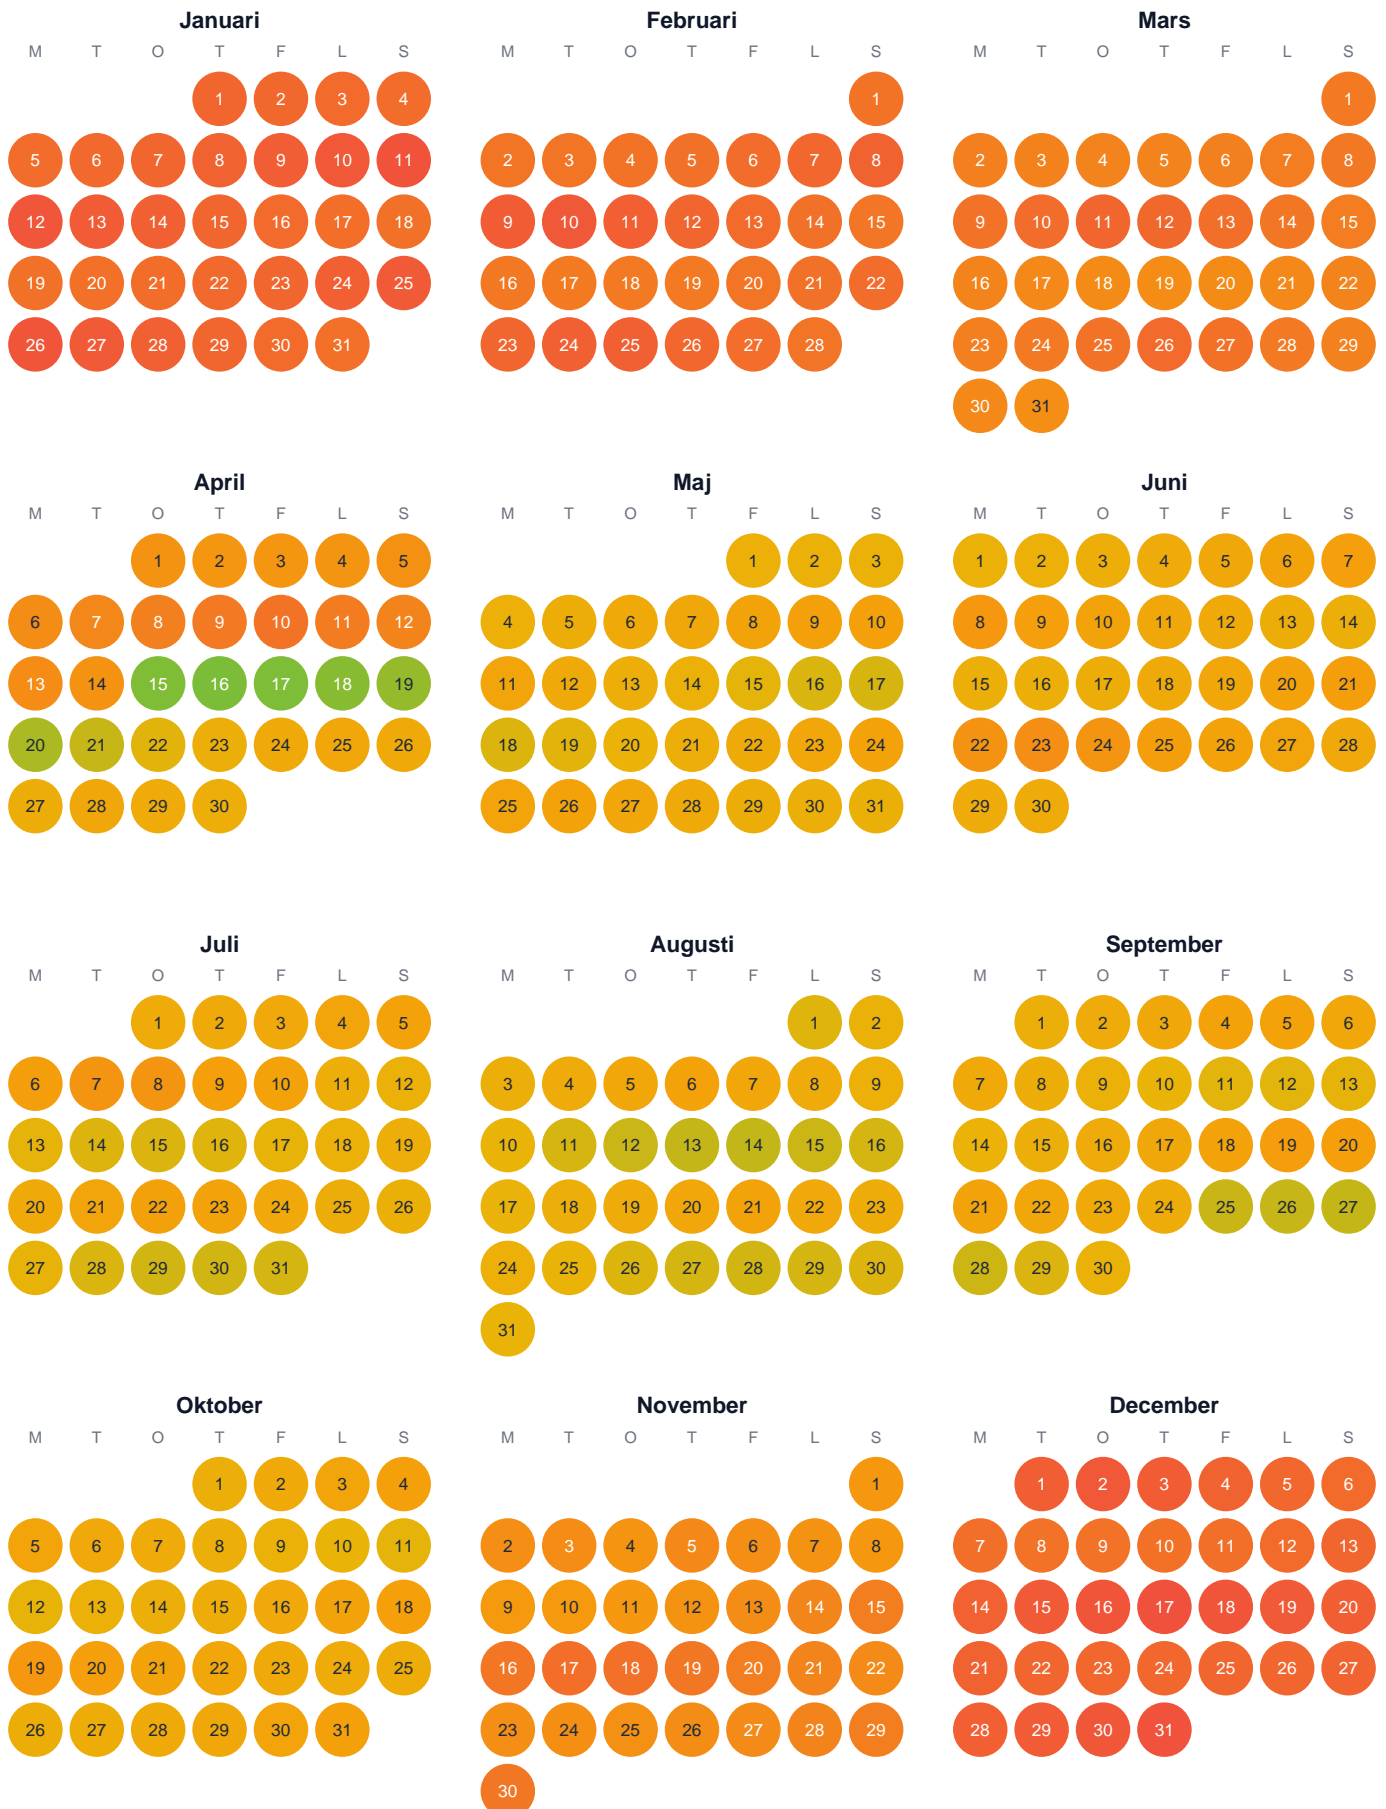 Januari Februari Mars
M T O T F L S M T O T F L S M T O T F L S
1 2 3 4 1 1
5 6 7 8 9 10 11 2 3 4 5 6 7 8 2 3 4 5 6 7 8
12 13 14 15 16 17 18 9 10 11 12 13 14 15 9 10 11 12 13 14 15
19 20 21 22 23 24 25 16 17 18 19 20 21 22 16 17 18 19 20 21 22
26 27 28 29 30 31 23 24 25 26 27 28 23 24 25 26 27 28 29
30 31
April Maj Juni
M T O T F L S M T O T F L S M T O T F L S
1 2 3 4 5 1 2 3 1 2 3 4 5 6 7
6 7 8 9 10 11 12 4 5 6 7 8 9 10 8 9 10 11 12 13 14
13 14 15 16 17 18 19 11 12 13 14 15 16 17 15 16 17 18 19 20 21
20 21 22 23 24 25 26 18 19 20 21 22 23 24 22 23 24 25 26 27 28
27 28 29 30 25 26 27 28 29 30 31 29 30
Juli Augusti September
M T O T F L S M T O T F L S M T O T F L S
1 2 3 4 5 1 2 1 2 3 4 5 6
6 7 8 9 10 11 12 3 4 5 6 7 8 9 7 8 9 10 11 12 13
13 14 15 16 17 18 19 10 11 12 13 14 15 16 14 15 16 17 18 19 20
20 21 22 23 24 25 26 17 18 19 20 21 22 23 21 22 23 24 25 26 27
27 28 29 30 31 24 25 26 27 28 29 30 28 29 30
31
Oktober November December
M T O T F L S M T O T F L S M T O T F L S
1 2 3 4 1 1 2 3 4 5 6
5 6 7 8 9 10 11 2 3 4 5 6 7 8 7 8 9 10 11 12 13
12 13 14 15 16 17 18 9 10 11 12 13 14 15 14 15 16 17 18 19 20
19 20 21 22 23 24 25 16 17 18 19 20 21 22 21 22 23 24 25 26 27
26 27 28 29 30 31 23 24 25 26 27 28 29 28 29 30 31
30